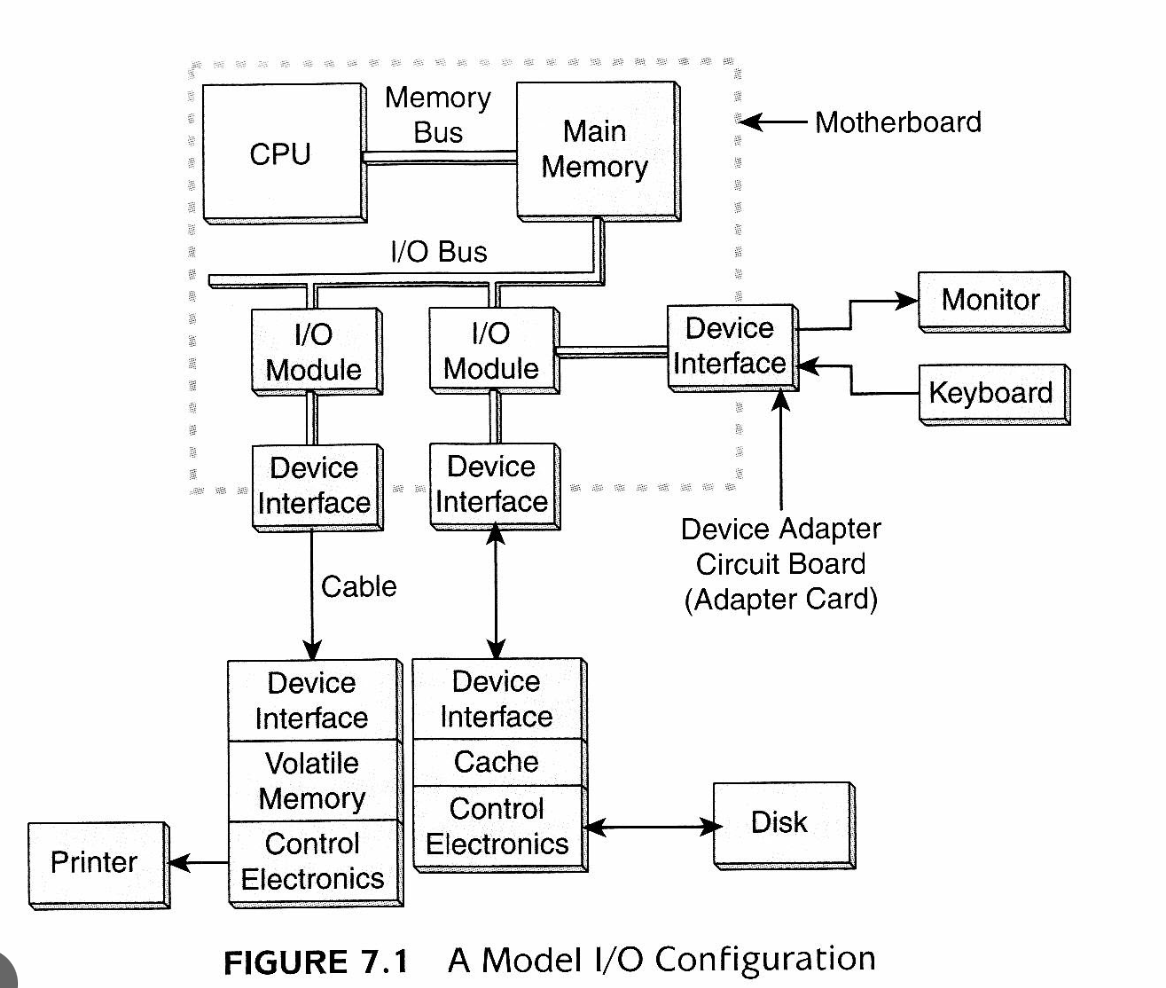 CPU
Memory
Bus
Main
Memory
Motherboard
I/O Bus
I/O
Module
I/O
Module
Device
Interface
Monitor
Keyboard
Device
Interface
Device
Interface
Device Adapter
Circuit Board
(Adapter Card)
Cable
Device
Interface
Volatile
Memory
Control
Electronics
Device
Interface
Cache
Control
Electronics
Disk
Printer
FIGURE 7.1 A Model I/O Configuration